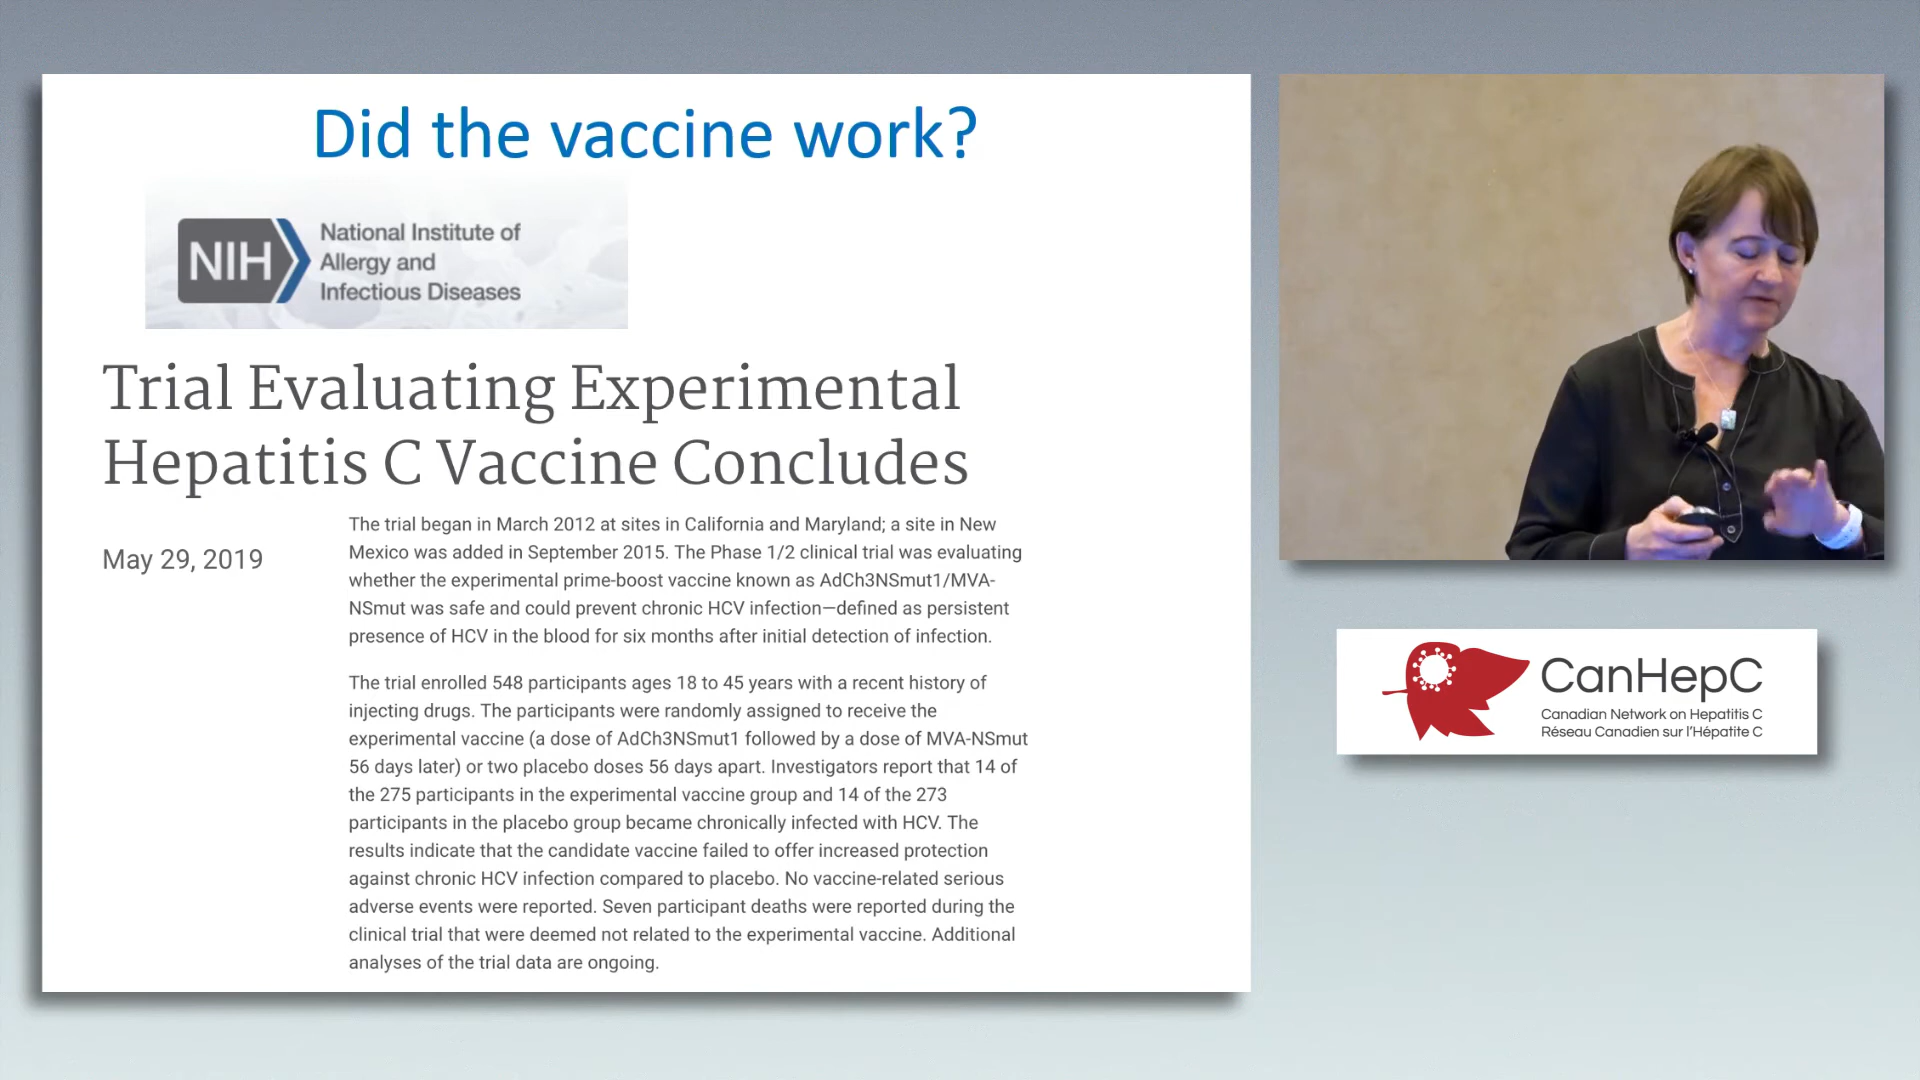 Did the vaccine work?
NIH
National Institute of
Allergy and
Infectious Diseases
Trial Evaluating Experimental
Hepatitis C Vaccine Concludes
May 29, 2019
The trial began in March 2012 at sites in California and Maryland; a site in New
Mexico was added in September 2015. The Phase 1/2 clinical trial was evaluating
whether the experimental prime-boost vaccine known as AdCh3NSmut1/MVA-
NSmut was safe and could prevent chronic HCV infection—defined as persistent
presence of HCV in the blood for six months after initial detection of infection.
The trial enrolled 548 participants ages 18 to 45 years with a recent history of
injecting drugs. The participants were randomly assigned to receive the
experimental vaccine (a dose of AdCh3NSmut1 followed by a dose of MVA-NSmut
56 days later) or two placebo doses 56 days apart. Investigators report that 14 of
the 275 participants in the experimental vaccine group and 14 of the 273
participants in the placebo group became chronically infected with HCV. The
results indicate that the candidate vaccine failed to offer increased protection
against chronic HCV infection compared to placebo. No vaccine-related serious
adverse events were reported. Seven participant deaths were reported during the
clinical trial that were deemed not related to the experimental vaccine. Additional
analyses of the trial data are ongoing.
CanHepC
Canadian Network on Hepatitis C
Réseau Canadien sur l'Hépatite C